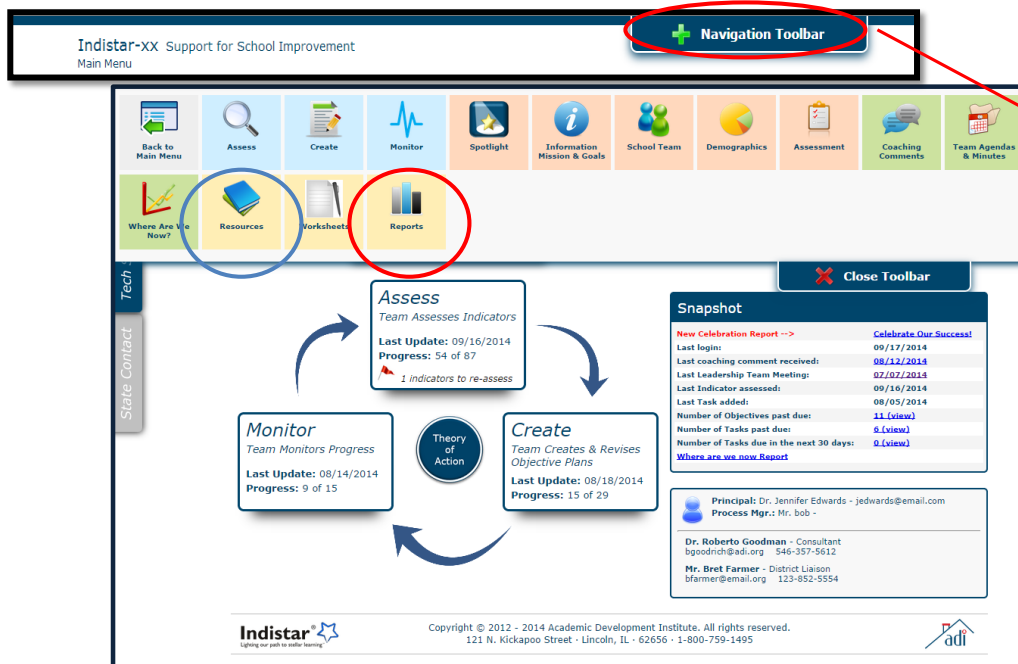 Indistar-XX Support for School Improvement
Main Menu
Navigation Toolbar
Back to
Main Menu
Assess
Create
Monitor
Spotlight
Information
Mission & Goals
School Team
Demographics
Assessment
Coaching
Comments
Team Agendas
& Minutes
Where Are We
Now?
Resources
Worksheets
Reports
Close Toolbar
Tech
State Contact
Assess
Team Assesses Indicators
Last Update: 09/16/2014
Progress: 54 of 87
1 indicators to re-assess
Monitor
Team Monitors Progress
Last Update: 08/14/2014
Progress: 9 of 15
Theory
of
Action
Create
Team Creates & Revises
Objective Plans
Last Update: 08/18/2014
Progress: 15 of 29
Snapshot
New Celebration Report --> Celebrate Our Success!
Last login: 09/17/2014
Last coaching comment received: 08/12/2014
Last Leadership Team Meeting: 07/07/2014
Last Indicator assessed: 09/16/2014
Last Task added: 08/05/2014
Number of Objectives past due: 11 (view)
Number of Tasks past due: 6 (view)
Number of Tasks due in the next 30 days: 0 (view)
Where are we now Report
Principal: Dr. Jennifer Edwards - jedwards@email.com
Process Mgr.: Mr. bob -
Dr. Roberto Goodman - Consultant
bgoodrich@adi.org 546-357-5612
Mr. Bret Farmer - District Liaison
bfarmer@email.org 123-852-5554
Indistar®
Lighting our path to stellar learning
Copyright © 2012 - 2014 Academic Development Institute. All rights reserved.
121 N. Kickapoo Street · Lincoln, IL · 62656 · 1-800-759-1495
adi